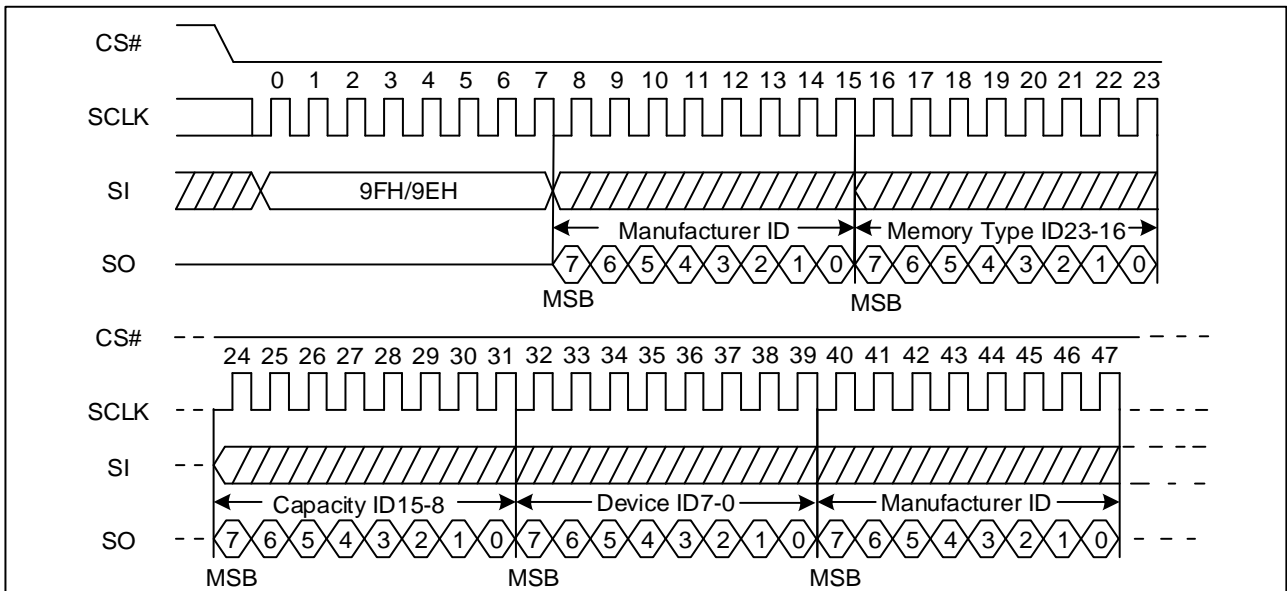 CS#
0 1 2 3 4 5 6 7 8 9 10 11 12 13 14 15 16 17 18 19 20 21 22 23
SCLK
SI 9FH/9EH
Manufacturer ID Memory Type ID23-16
SO 7 6 5 4 3 2 1 0 7 6 5 4 3 2 1 0
MSB MSB
CS#
24 25 26 27 28 29 30 31 32 33 34 35 36 37 38 39 40 41 42 43 44 45 46 47
SCLK
SI
Capacity ID15-8 Device ID7-0 Manufacturer ID
SO 7 6 5 4 3 2 1 0 7 6 5 4 3 2 1 0 7 6 5 4 3 2 1 0
MSB MSB MSB